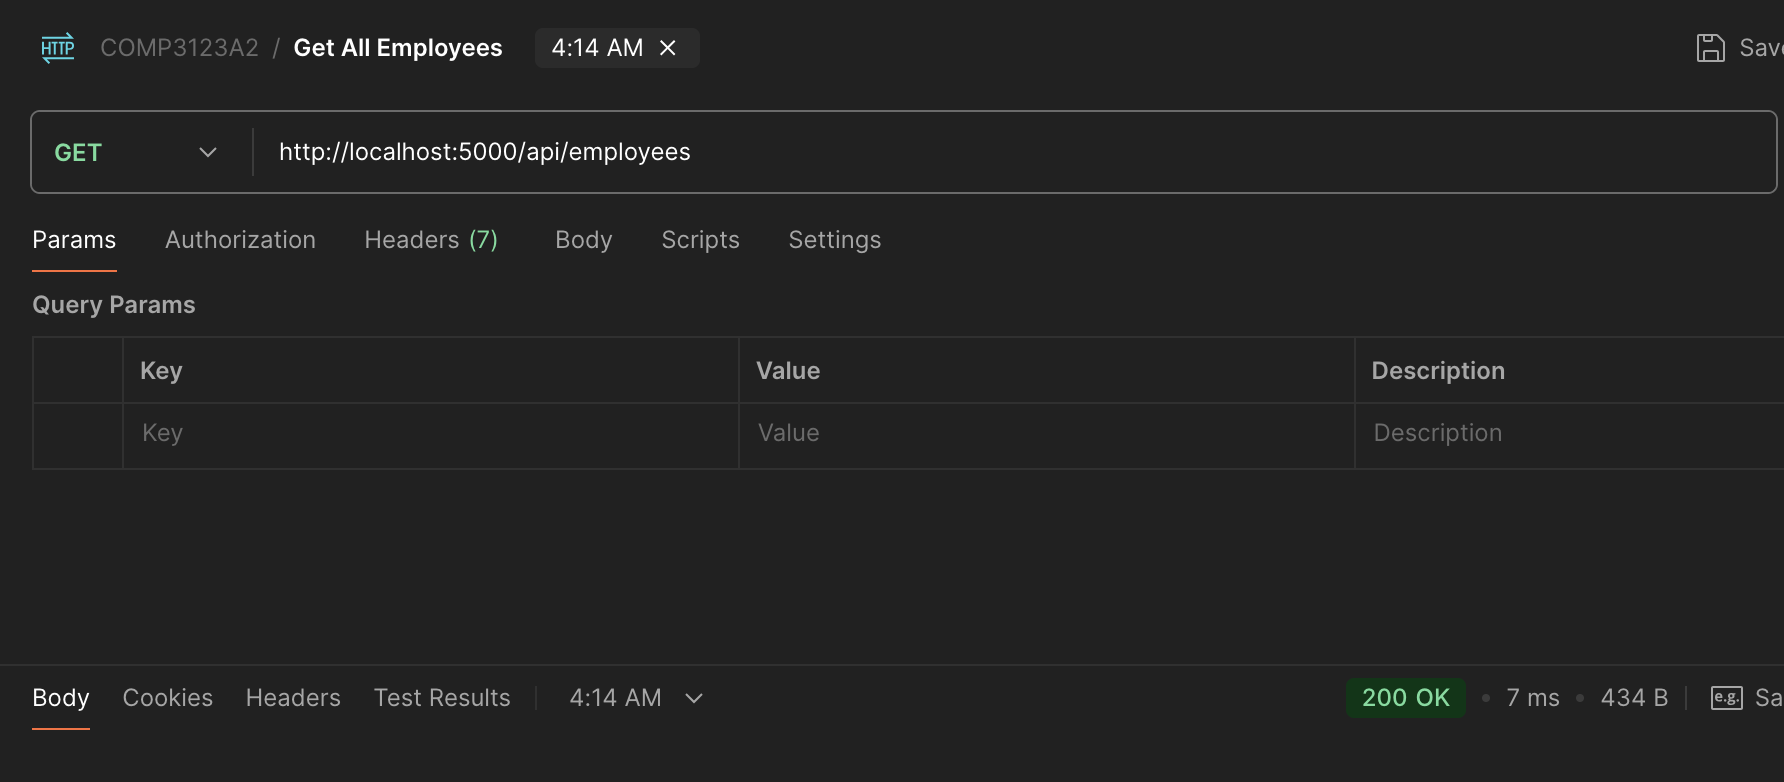 HTTP COMP3123A2 / Get All Employees 4:14 AM Save
GET http://localhost:5000/api/employees
Params Authorization Headers (7) Body Scripts Settings
Query Params
Key Value Description
Key Value Description
Body Cookies Headers Test Results 4:14 AM 200 OK 7 ms 434 B e.g. Sa